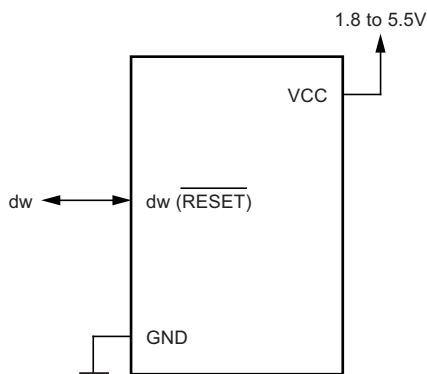 1.8 to 5.5V
VCC
dw
dw (RESET)
GND